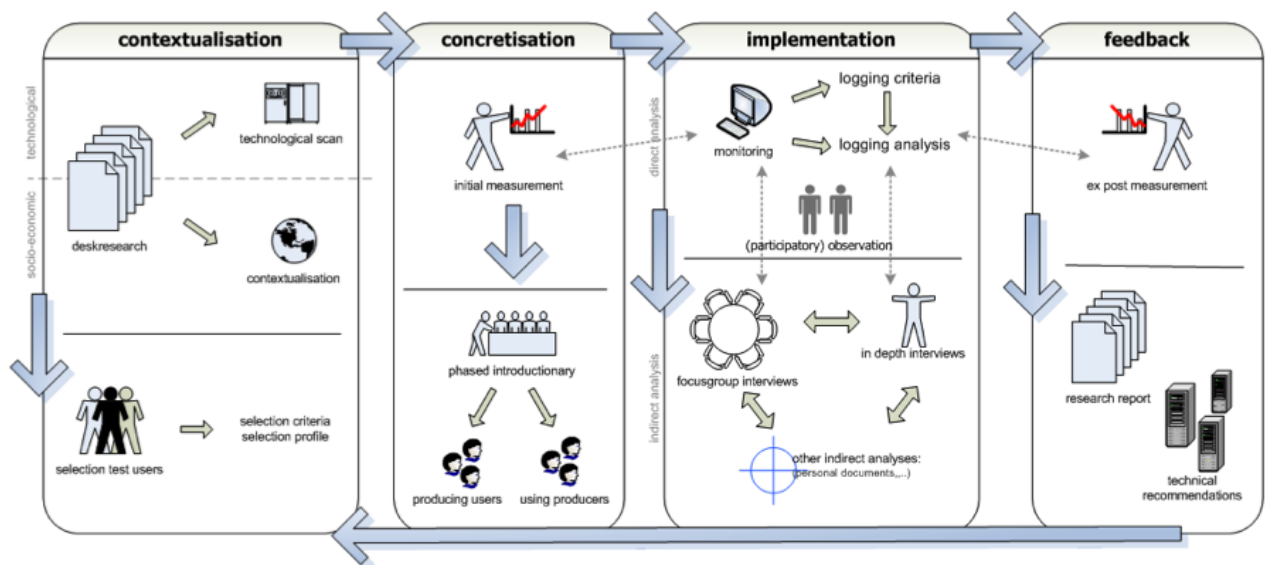 contextualisation
concretisation
implementation
feedback
technological
socio-economic
technological scan
deskresearch
contextualisation
selection test users
selection criteria
selection profile
initial measurement
phased introductionary
producing users
using producers
direct analysis
indirect analysis
monitoring
logging criteria
logging analysis
(participatory) observation
focusgroup interviews
in depth interviews
other indirect analyses:
(personal documents,...)
ex post measurement
research report
technical
recommendations